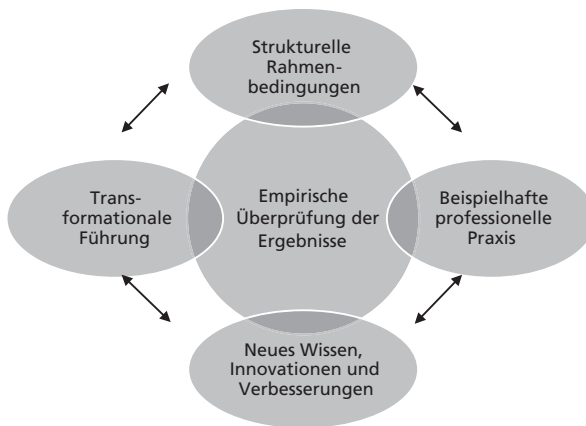 Strukturelle
Rahmen-
bedingungen
Trans-
formationale
Führung
Empirische
Überprüfung der
Ergebnisse
Beispielhafte
professionelle
Praxis
Neues Wissen,
Innovationen und
Verbesserungen